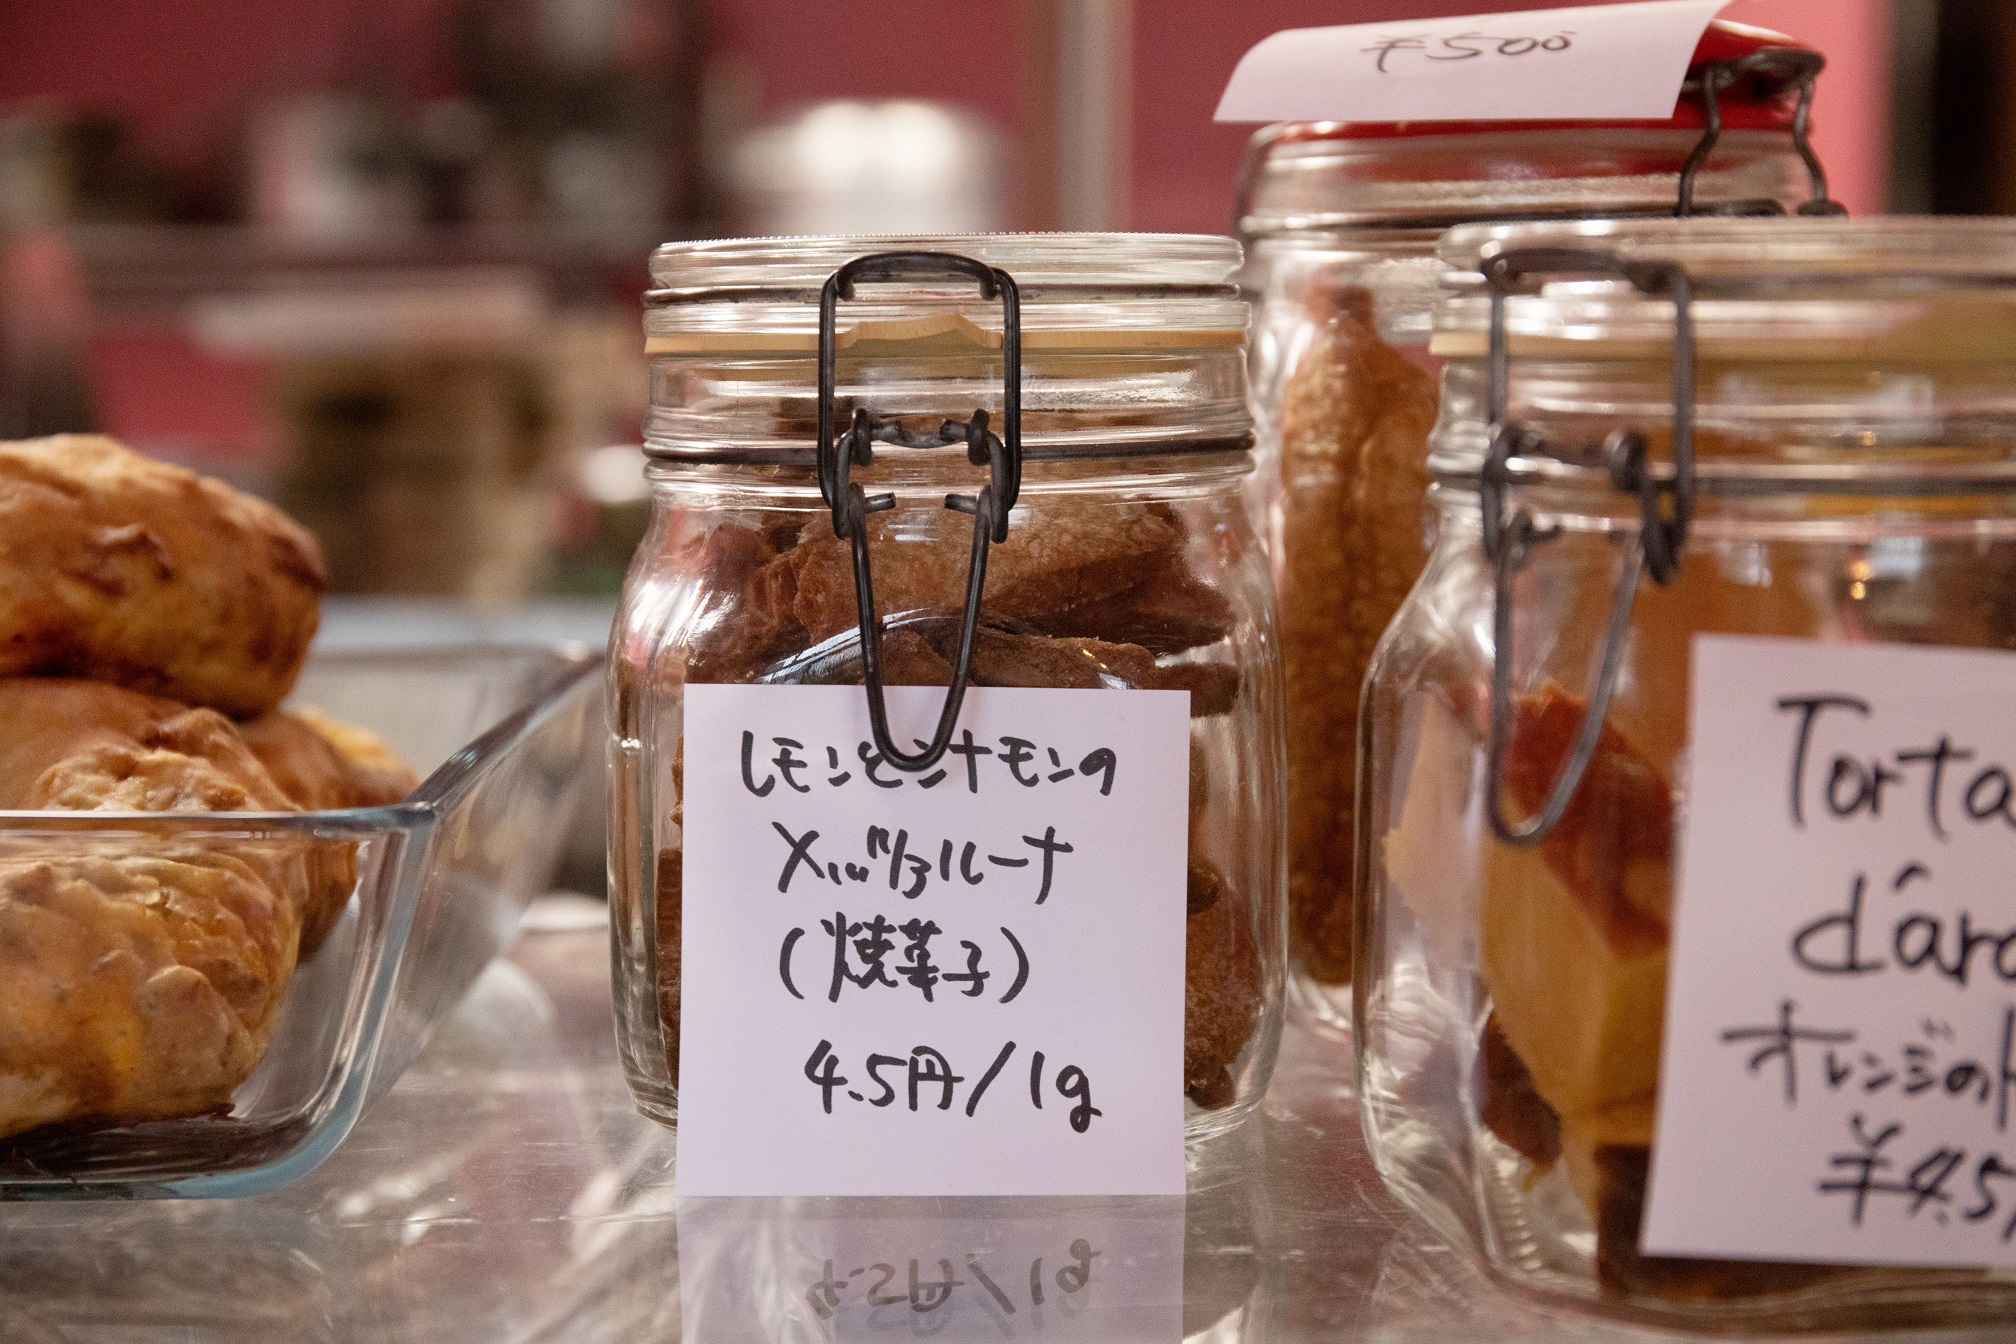 ¥500
レモンとシナモンの
メッツァルーナ
(焼菓子)
4.5円/1g
Torta
d'ara
オレンジの
¥4.5/